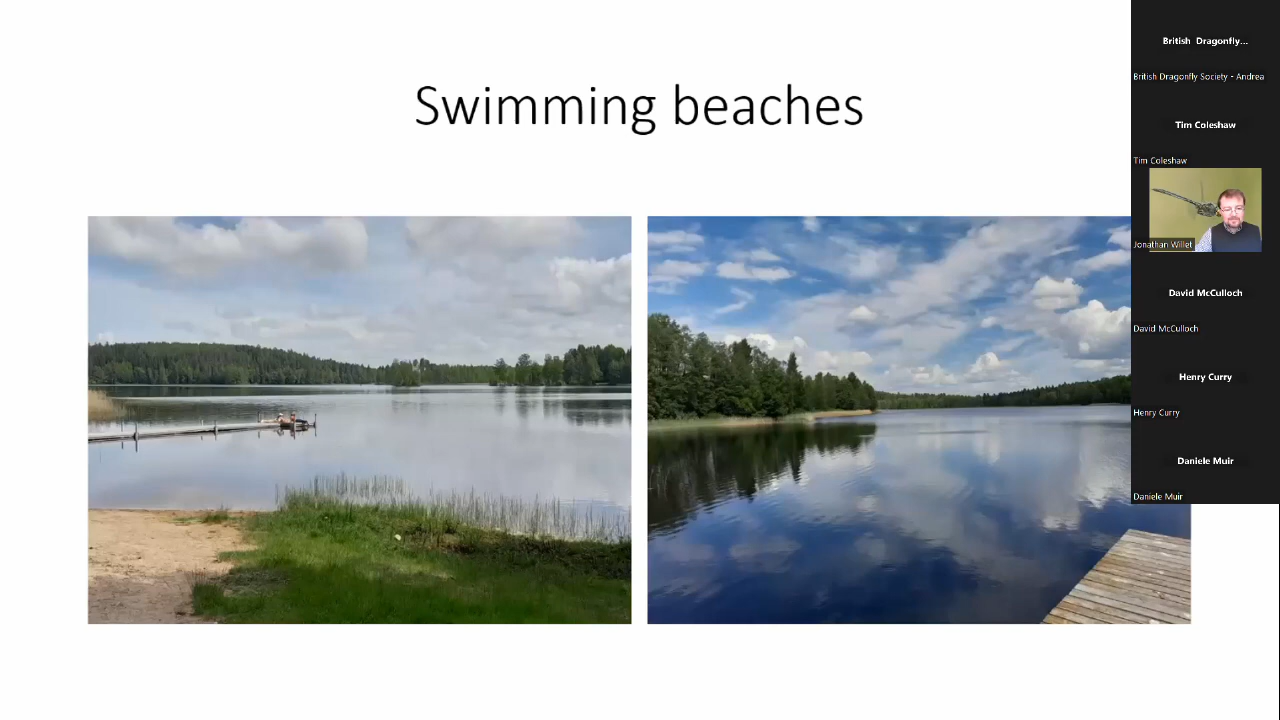 Swimming beaches
British Dragonfly...
British Dragonfly Society - Andrea
Tim Coleshaw
Tim Coleshaw
Jonathan Willet
David McCulloch
David McCulloch
Henry Curry
Henry Curry
Daniele Muir
Daniele Muir